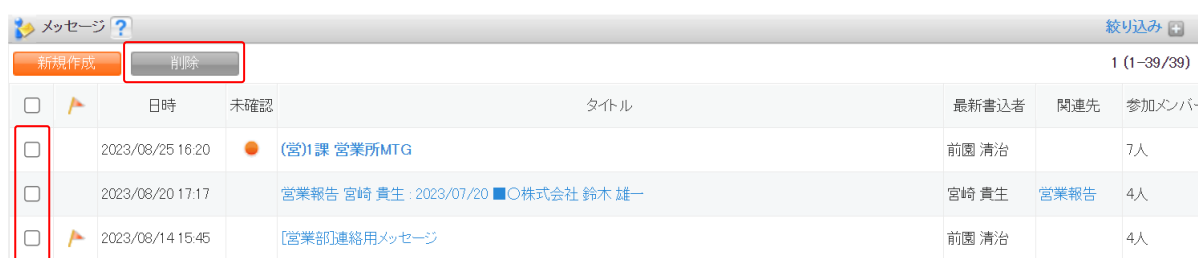 メッセージ ? 絞り込み
新規作成 削除 1 (1-39/39)
日時 未確認 タイトル 最新書込者 関連先 参加メンバー
2023/08/25 16:20 (営)1課 営業所MTG 前園 清治 7人
2023/08/20 17:17 営業報告 宮崎 貴生 : 2023/07/20 ■〇株式会社 鈴木 雄一 宮崎 貴生 営業報告 4人
2023/08/14 15:45 [営業部]連絡用メッセージ 前園 清治 4人